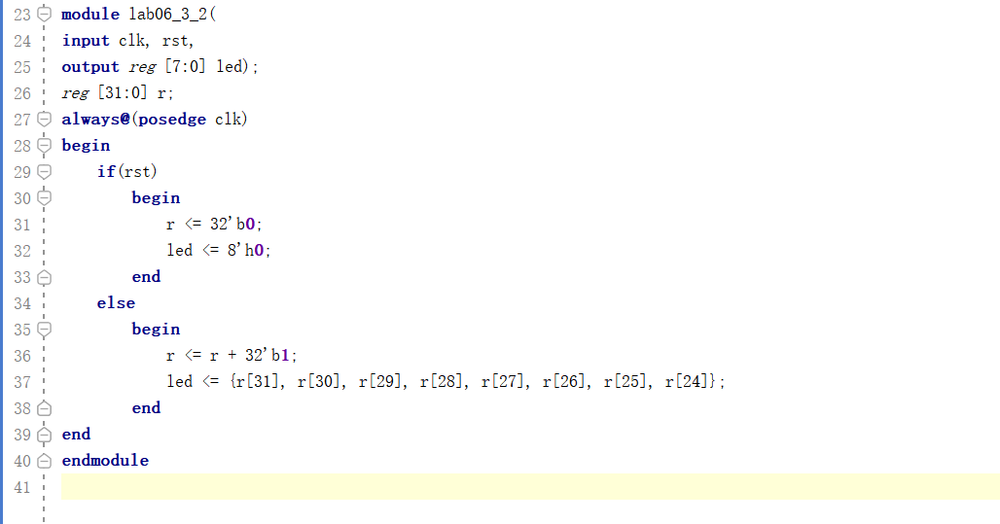 23 module lab06_3_2(
24 input clk, rst,
25 output reg [7:0] led);
26 reg [31:0] r;
27 always@(posedge clk)
28 begin
29 if(rst)
30 begin
31 r <= 32'b0;
32 led <= 8'h0;
33 end
34 else
35 begin
36 r <= r + 32'b1;
37 led <= {r[31], r[30], r[29], r[28], r[27], r[26], r[25], r[24]};
38 end
39 end
40 endmodule
41